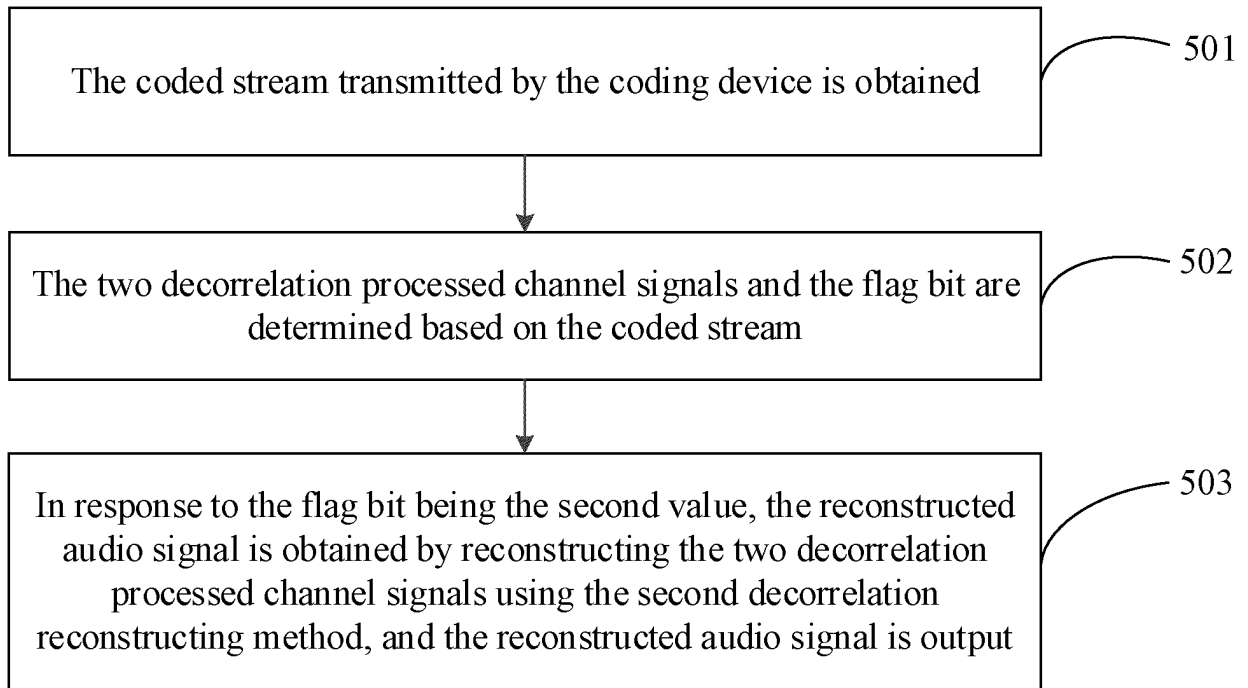 The coded stream transmitted by the coding device is obtained
501
The two decorrelation processed channel signals and the flag bit are
determined based on the coded stream
502
In response to the flag bit being the second value, the reconstructed
audio signal is obtained by reconstructing the two decorrelation
processed channel signals using the second decorrelation
reconstructing method, and the reconstructed audio signal is output
503